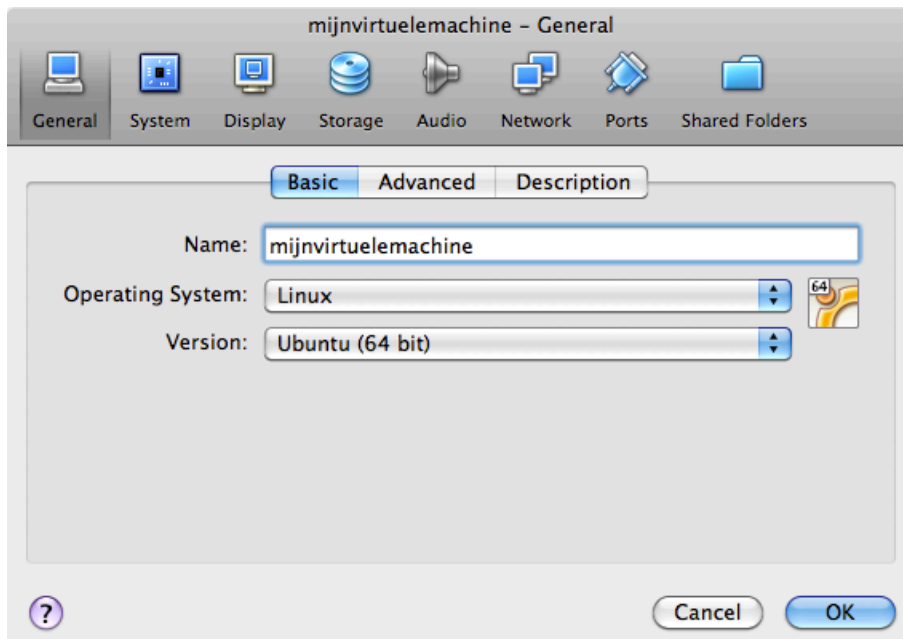 mijnvirtuelemachine – General
General System Display Storage Audio Network Ports Shared Folders
Basic Advanced Description
Name: mijnvirtuelemachine
Operating System: Linux
64
Version: Ubuntu (64 bit)
? Cancel OK